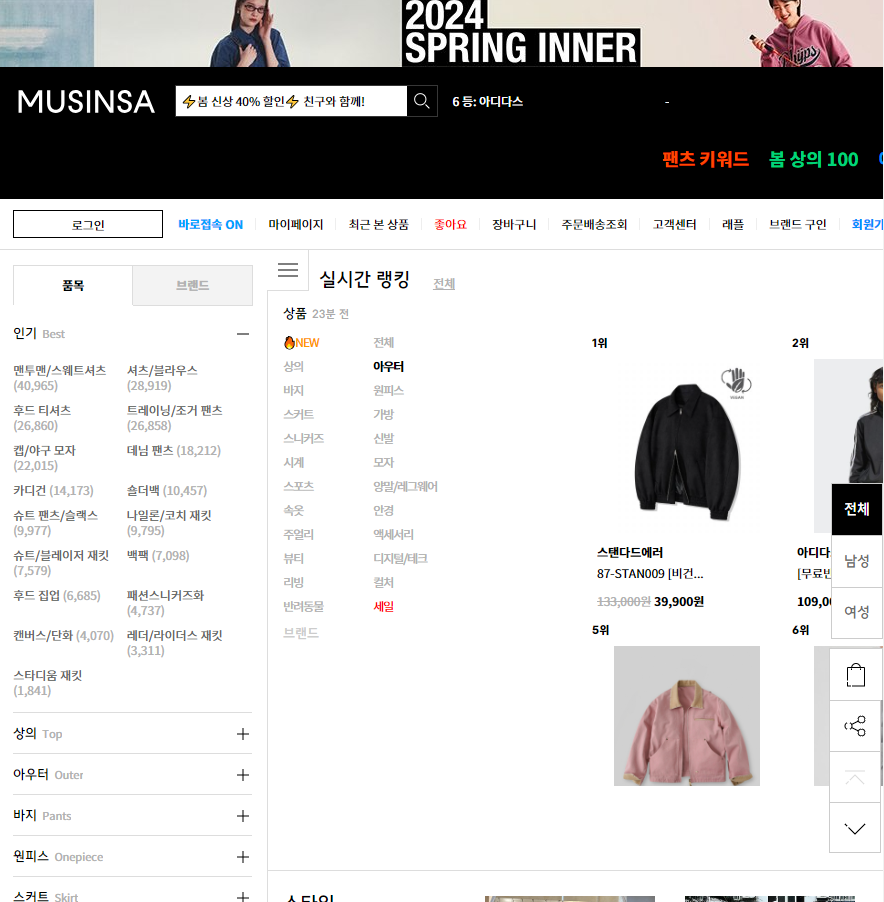 2024
SPRING INNER
MUSINSA
⚡봄 신상 40% 할인⚡ 친구와 함께!
6 등: 아디다스
-
팬츠 키워드
봄 상의 100
로그인
바로접속 ON
마이페이지
최근 본 상품
좋아요
장바구니
주문배송조회
고객센터
래플
브랜드 구인
회원가
품목
브랜드
인기 Best
맨투맨/스웨트셔츠
(40,965)
셔츠/블라우스
(28,919)
후드 티셔츠
(26,860)
트레이닝/조거 팬츠
(26,858)
캡/야구 모자
(22,015)
데님 팬츠 (18,212)
카디건 (14,173)
숄더백 (10,457)
슈트 팬츠/슬랙스
(9,977)
나일론/코치 재킷
(9,795)
슈트/블레이저 재킷
(7,579)
백팩 (7,098)
후드 집업 (6,685)
패션스니커즈화
(4,737)
캔버스/단화 (4,070)
레더/라이더스 재킷
(3,311)
스타디움 재킷
(1,841)
상의 Top
아우터 Outer
바지 Pants
원피스 Onepiece
스커트 Skirt
실시간 랭킹
전체
상품 23분 전
🔥NEW
전체
상의
아우터
바지
원피스
스커트
가방
스니커즈
신발
시계
모자
스포츠
양말/레그웨어
속옷
안경
주얼리
액세서리
뷰티
디지털/테크
리빙
컬처
반려동물
세일
브랜드
1위
VEGAN
스탠다드에러
87-STAN009 [비건...
133,000원 39,900원
2위
아디다
[무료반
109,00
5위
6위
전체
남성
여성
스타일